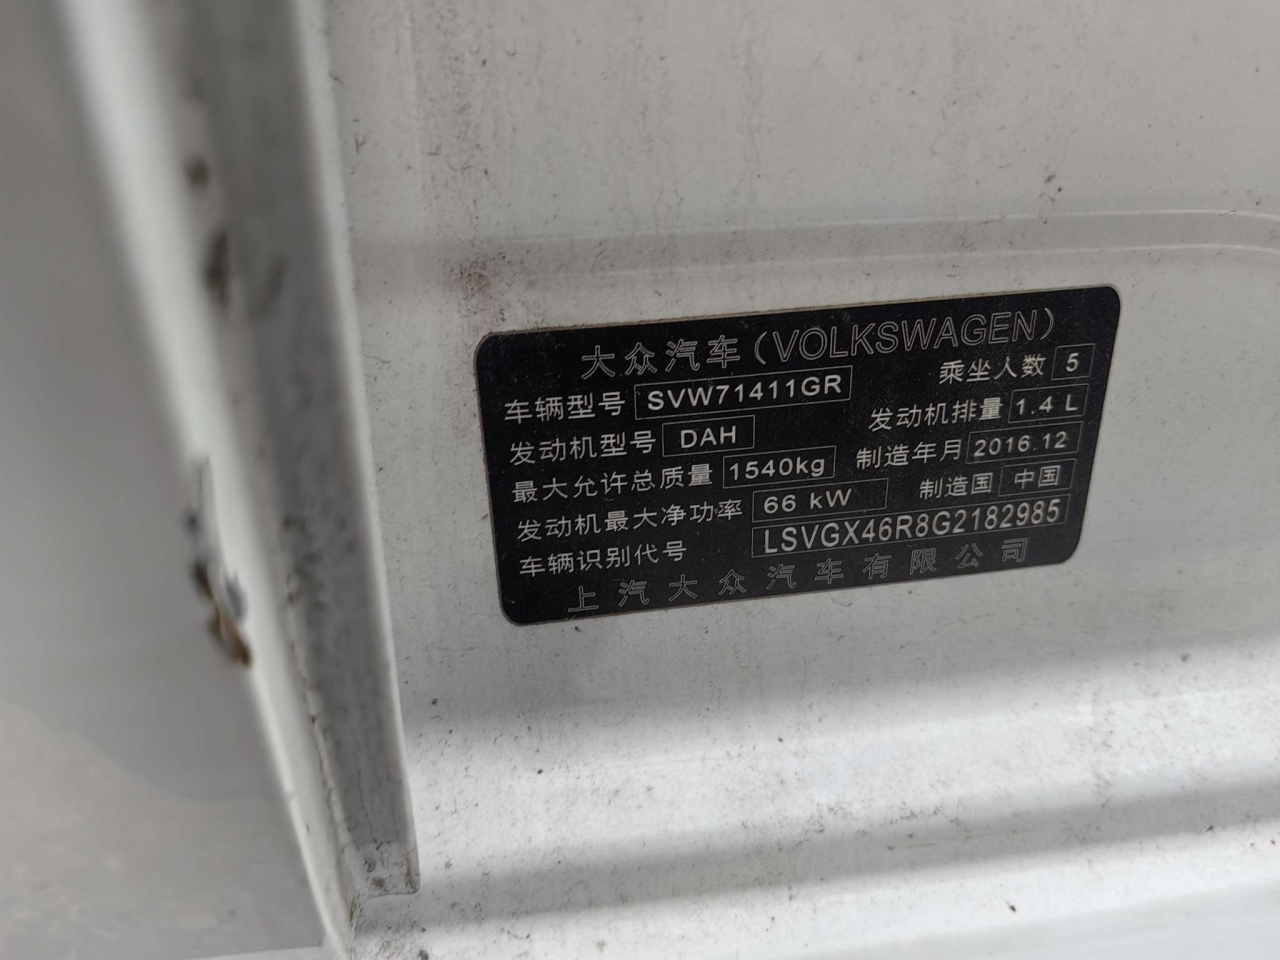 大众汽车(VOLKSWAGEN)
车辆型号 SVW71411GR 乘坐人数 5
发动机型号 DAH 发动机排量 1.4 L
最大允许总质量 1540kg 制造年月 2016.12
发动机最大净功率 66 kW 制造国 中国
车辆识别代号 LSVGX46R8G2182985
上汽大众汽车有限公司